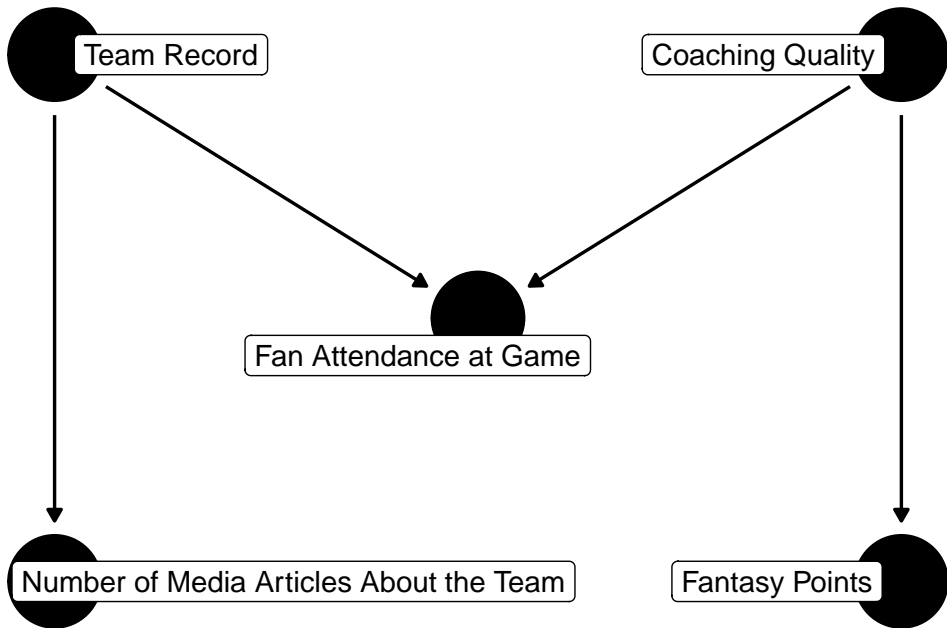 Team Record
Coaching Quality
Fan Attendance at Game
Number of Media Articles About the Team
Fantasy Points